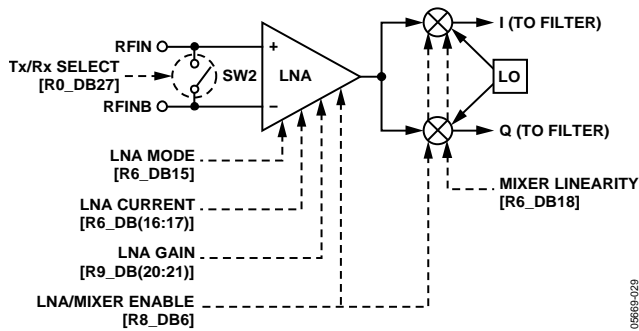 RFIN
+
I (TO FILTER)
Tx/Rx SELECT
[R0_DB27]
SW2
LNA
LO
RFINB
–
Q (TO FILTER)
LNA MODE
[R6_DB15]
MIXER LINEARITY
[R6_DB18]
LNA CURRENT
[R6_DB(16:17)]
LNA GAIN
[R9_DB(20:21)]
LNA/MIXER ENABLE
[R8_DB6]
05669-029